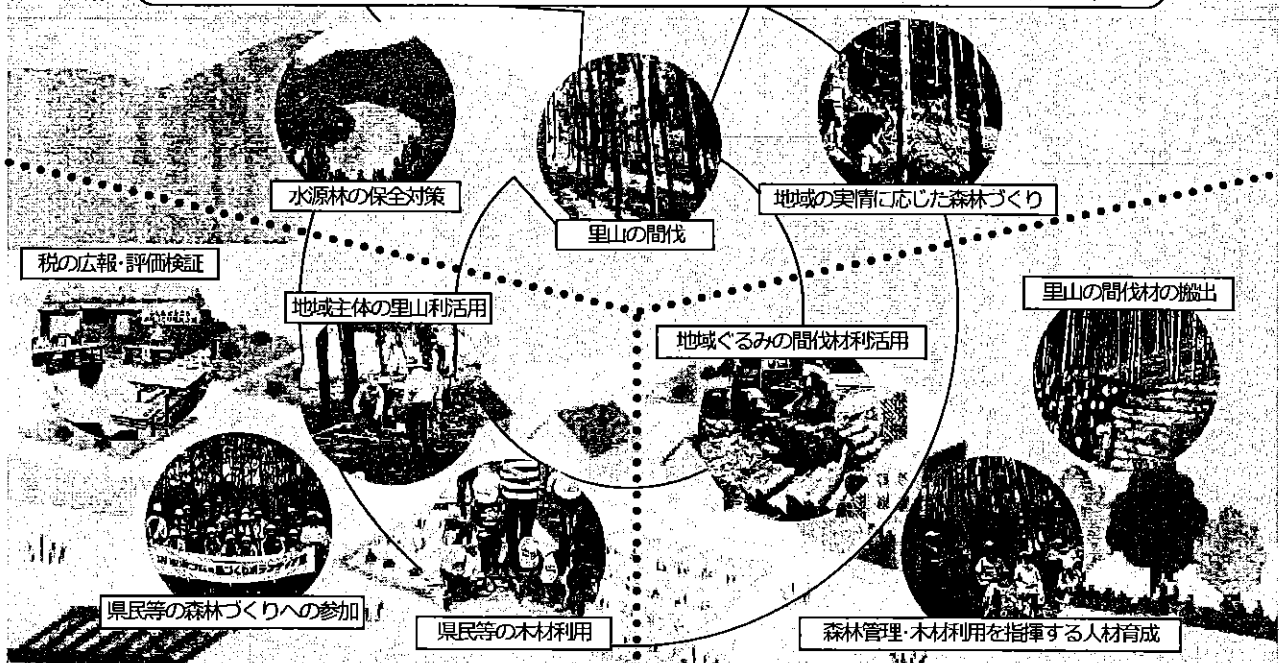 水源林の保全対策
里山の間伐
地域の実情に応じた森林づくり
税の広報・評価検証
地域主体の里山利活用
地域ぐるみの間伐材利活用
里山の間伐材の搬出
県民等の森林づくりへの参加
県民等の木材利用
森林管理・木材利用を指揮する人材育成